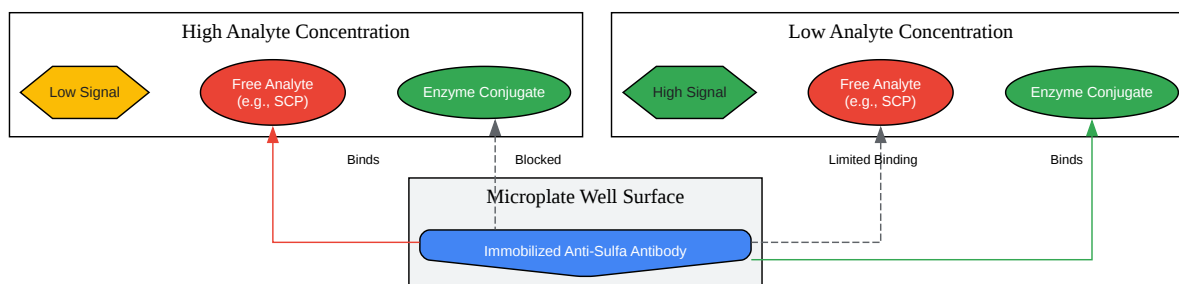 High Analyte Concentration
Low Signal
Free Analyte
(e.g., SCP)
Enzyme Conjugate
Low Analyte Concentration
High Signal
Free Analyte
(e.g., SCP)
Enzyme Conjugate
Binds
Blocked
Limited Binding
Binds
Microplate Well Surface
Immobilized Anti-Sulfa Antibody